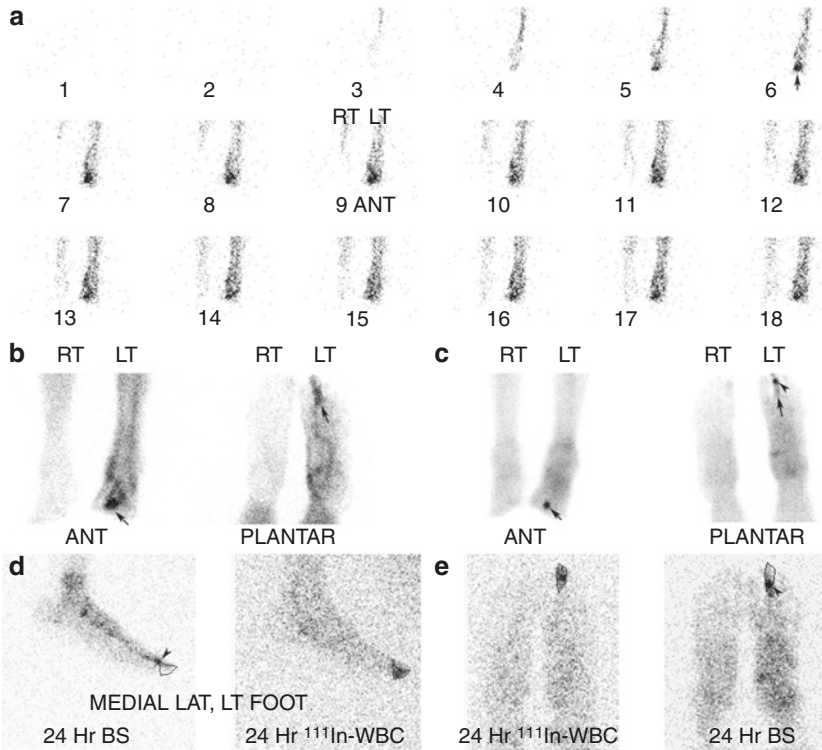 a
1 2 3 4 5 6
RT LT
7 8 9 ANT 10 11 12
13 14 15 16 17 18
b RT LT RT LT
ANT PLANTAR
c RT LT RT LT
ANT PLANTAR
d
MEDIAL LAT, LT FOOT
24 Hr BS 24 Hr ¹¹¹In-WBC
e
24 Hr ¹¹¹In-WBC 24 Hr BS